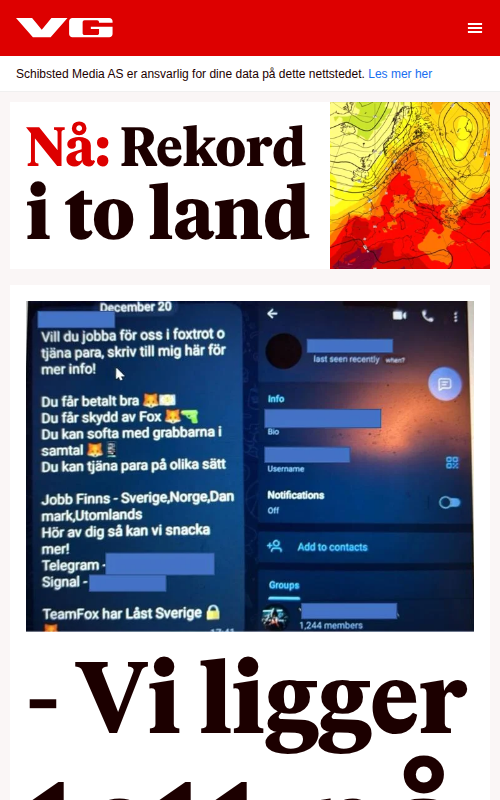 VG
Schibsted Media AS er ansvarlig for dine data på dette nettstedet. Les mer her
Nå: Rekord
i to land
December 20
Vill du jobba för oss i foxtrot o
tjäna para, skriv till mig här för
mer info!
Du får betalt bra 🦊💵
Du får skydd av Fox 🦊🔫
Du kan softa med grabbarna i
samtal 🦊
Du kan tjäna para på olika sätt
Jobb Finns - Sverige,Norge,Dan
mark,Utomlands
Hör av dig så kan vi snacka
mer!
Telegram -
Signal -
TeamFox har Låst Sverige 🔒
🦊
last seen recently when?
Info
Bio
Username
Notifications
Off
Add to contacts
Groups
1,244 members
- Vi ligger